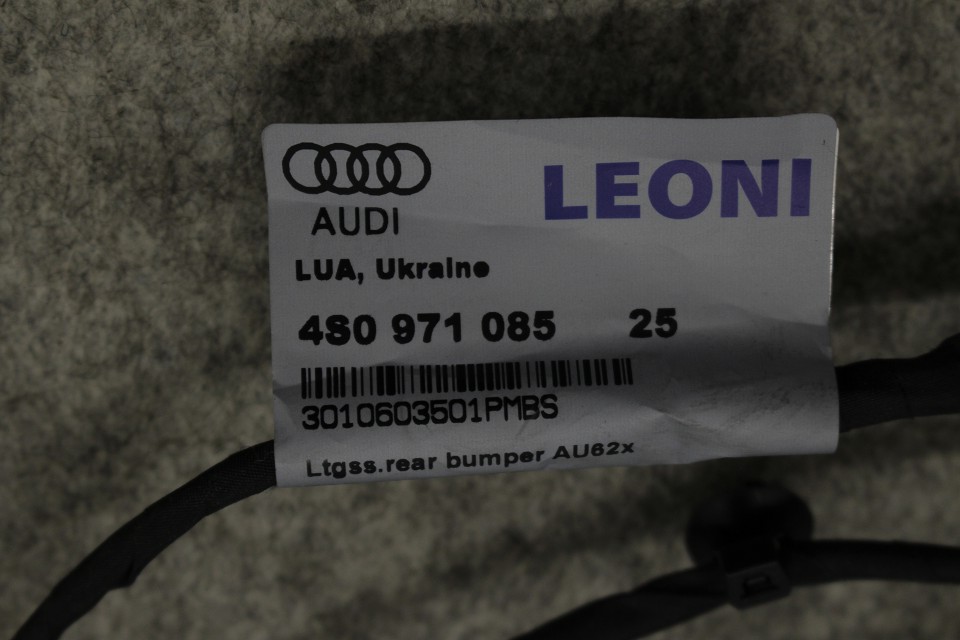 LEONI
AUDI
LUA, Ukraine
4S0 971 085 25
3010603501PMBS
Ltgss.rear bumper AU62x